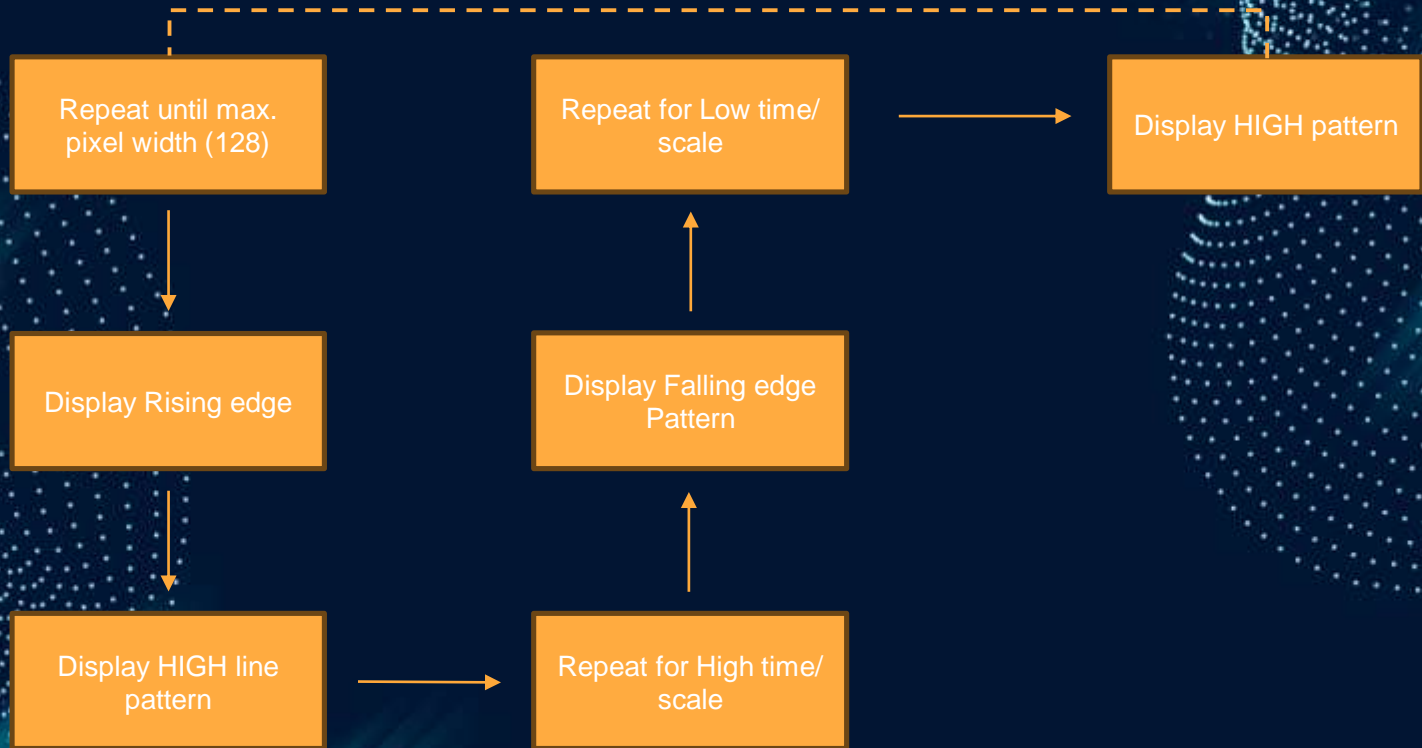 Repeat until max.
pixel width (128)
Display Rising edge
Display HIGH line
pattern
Repeat for High time/
scale
Display Falling edge
Pattern
Repeat for Low time/
scale
Display HIGH pattern